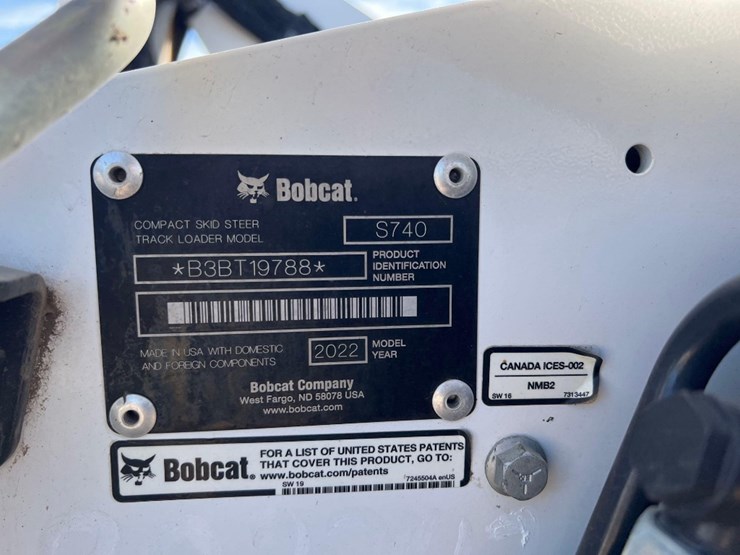 Bobcat.
COMPACT SKID STEER
TRACK LOADER MODEL
S740
*B3BT19788*
PRODUCT
IDENTIFICATION
NUMBER
MADE IN USA WITH DOMESTIC
AND FOREIGN COMPONENTS
2022
MODEL
YEAR
Bobcat Company
West Fargo, ND 58078 USA
www.bobcat.com
CANADA ICES-002
NMB2
SW 16 7313447
Bobcat.
FOR A LIST OF UNITED STATES PATENTS
THAT COVER THIS PRODUCT, GO TO:
www.bobcat.com/patents
SW 19 7245504A enUS